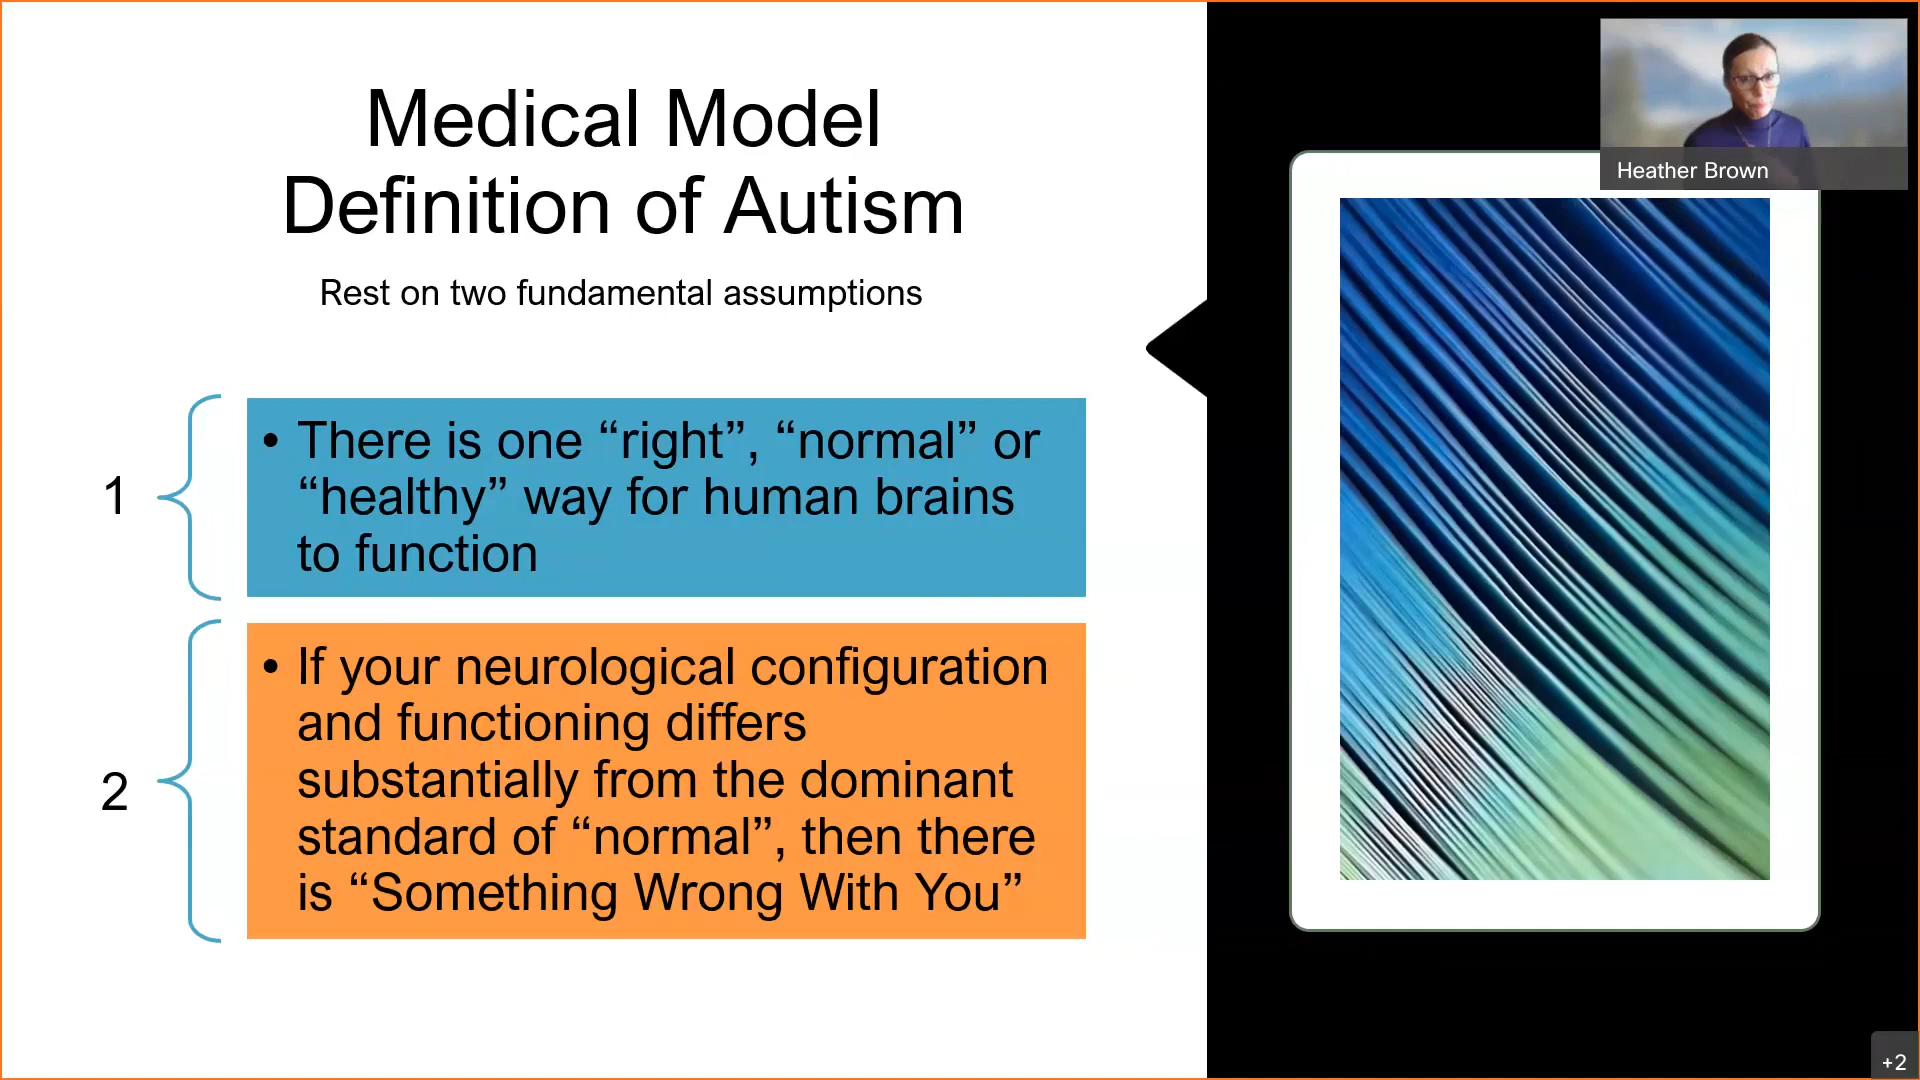 Medical Model
Definition of Autism
Rest on two fundamental assumptions
1
• There is one “right”, “normal” or
“healthy” way for human brains
to function
2
• If your neurological configuration
and functioning differs
substantially from the dominant
standard of “normal”, then there
is “Something Wrong With You”
Heather Brown
+2